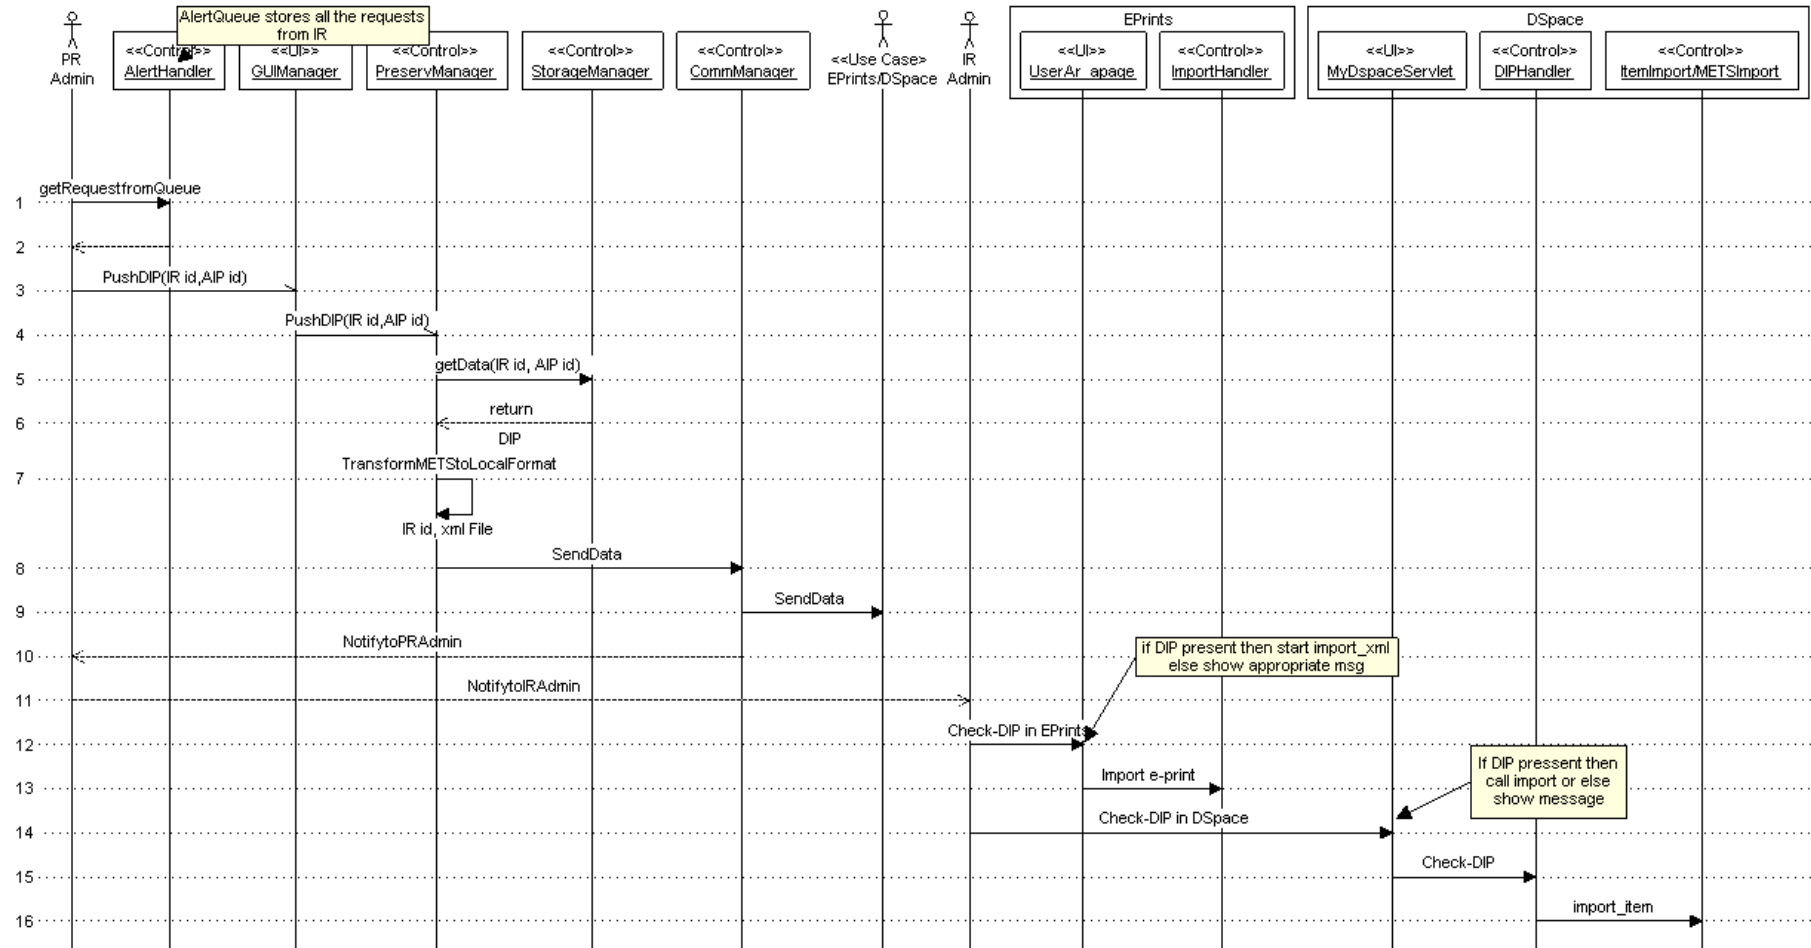 AlertQueue stores all the requests
from IR
EPrints
DSpace
PR
Admin
<<Control>>
AlertHandler
<<UI>>
GUIManager
<<Control>>
PreservManager
<<Control>>
StorageManager
<<Control>>
CommManager
<<Use Case>>
EPrints/DSpace
IR
Admin
<<UI>>
UserAr_apage
<<Control>>
ImportHandler
<<UI>>
MyDspaceServlet
<<Control>>
DIPHandler
<<Control>>
ItemImport/METSImport
getRequestfromQueue
1
2
PushDIP(IR id,AIP id)
3
PushDIP(IR id,AIP id)
4
getData(IR id, AIP id)
5
return
6
DIP
TransformMETStoLocalFormat
7
IR id, xml File
SendData
8
SendData
9
NotifytoPRAdmin
10
if DIP present then start import_xml
else show appropriate msg
NotifytoIRAdmin
11
Check-DIP in EPrints
12
Import e-print
13
If DIP pressent then
call import or else
show message
Check-DIP in DSpace
14
Check-DIP
15
import_item
16